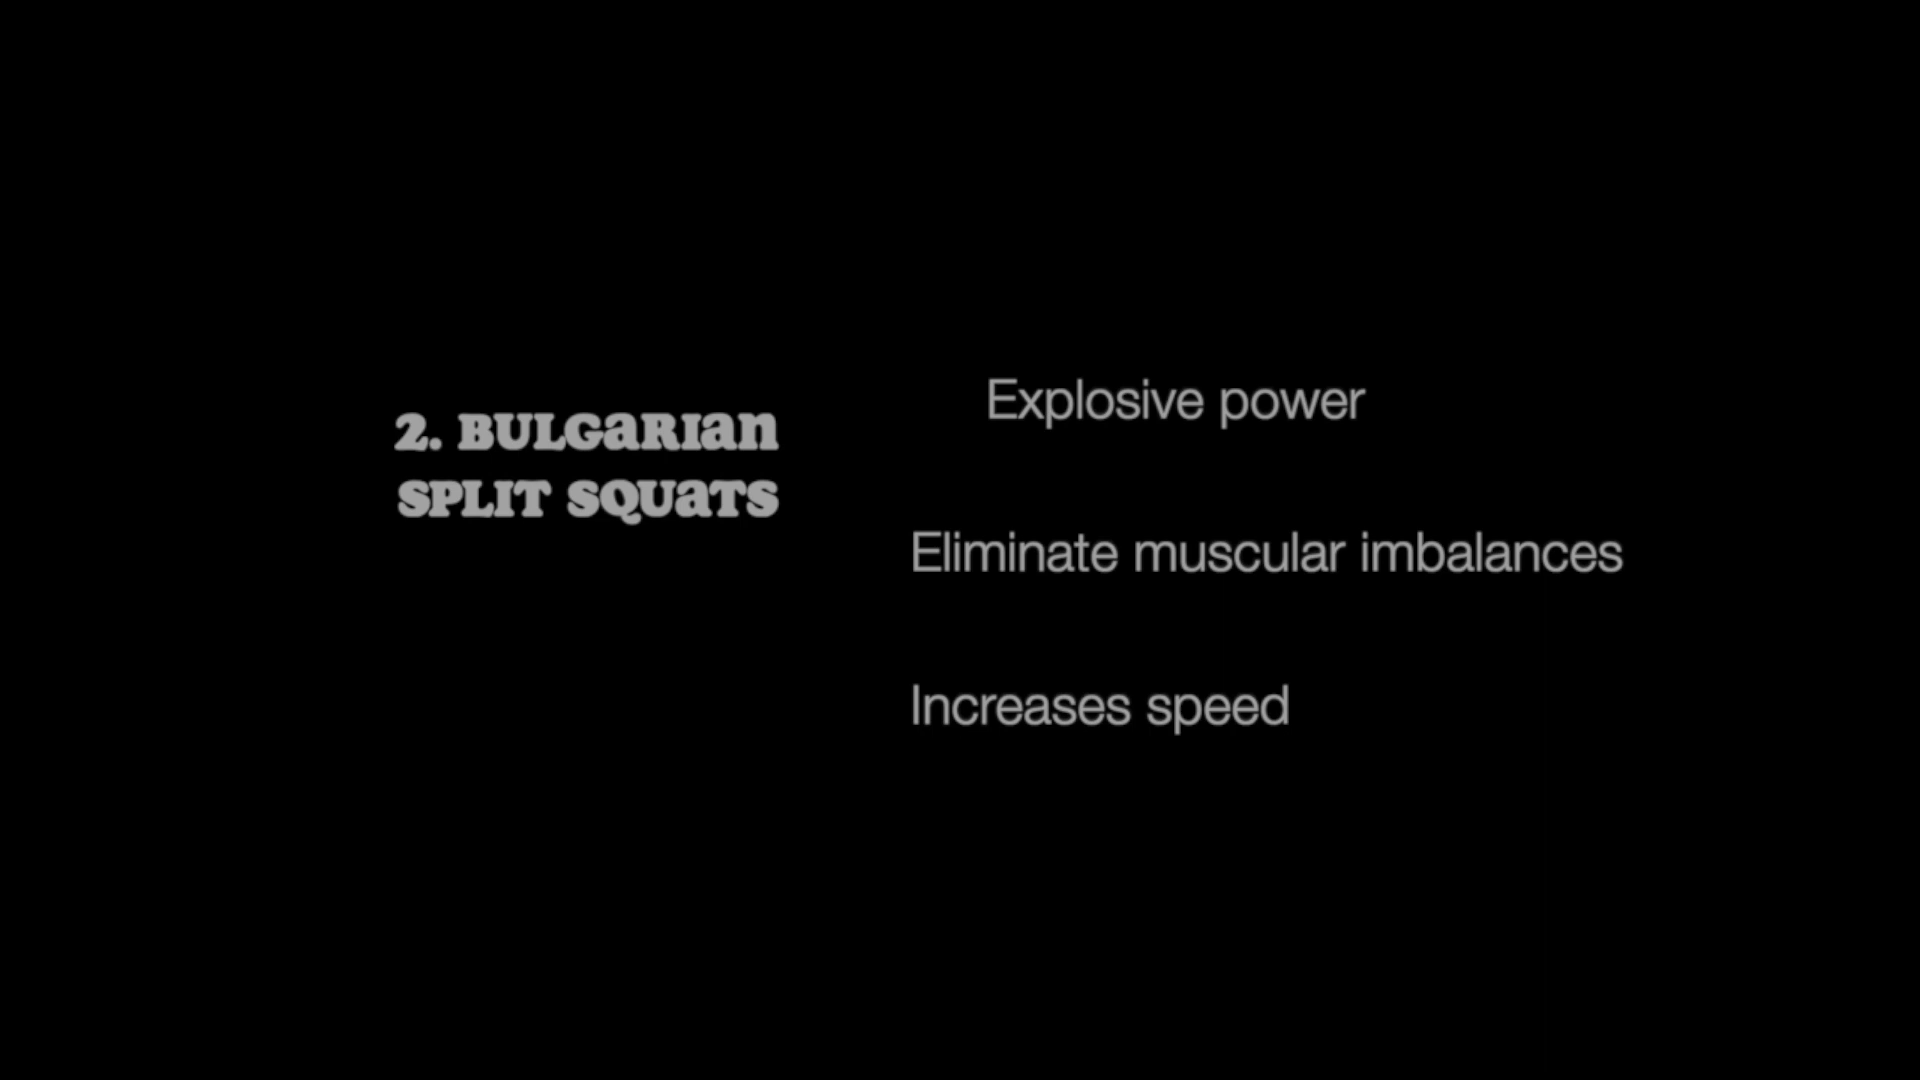 2. BULGARIAN
SPLIT SQUATS
Explosive power
Eliminate muscular imbalances
Increases speed